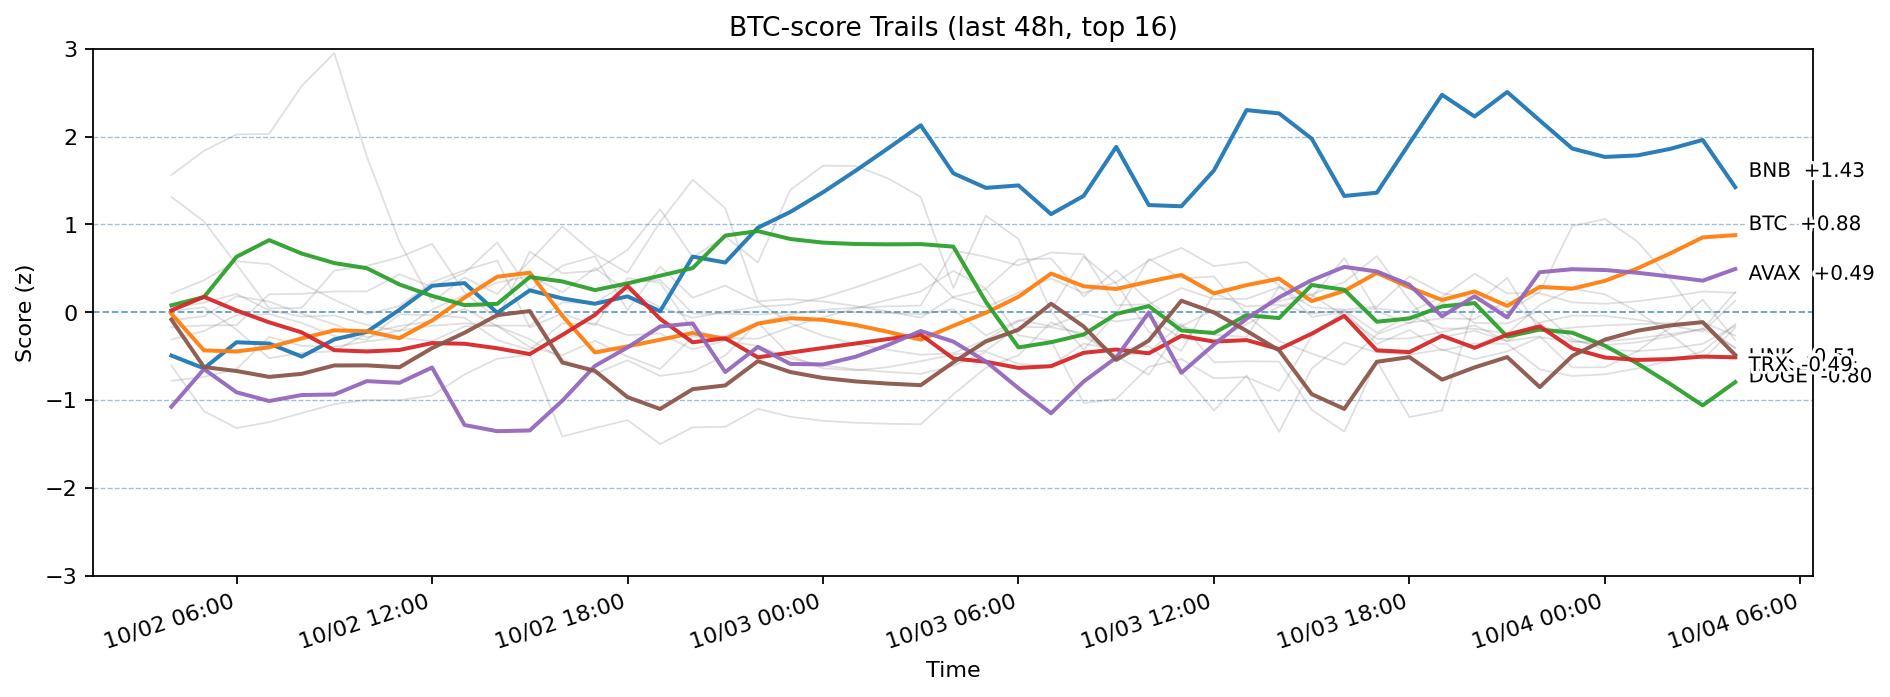 BTC-score Trails (last 48h, top 16)
3
2
1
0
−1
−2
−3
Score (z)
BNB +1.43
BTC +0.88
AVAX +0.49
TRX -0.49
DOGE -0.80
10/02 06:00
10/02 12:00
10/02 18:00
10/03 00:00
10/03 06:00
10/03 12:00
10/03 18:00
10/04 00:00
10/04 06:00
Time